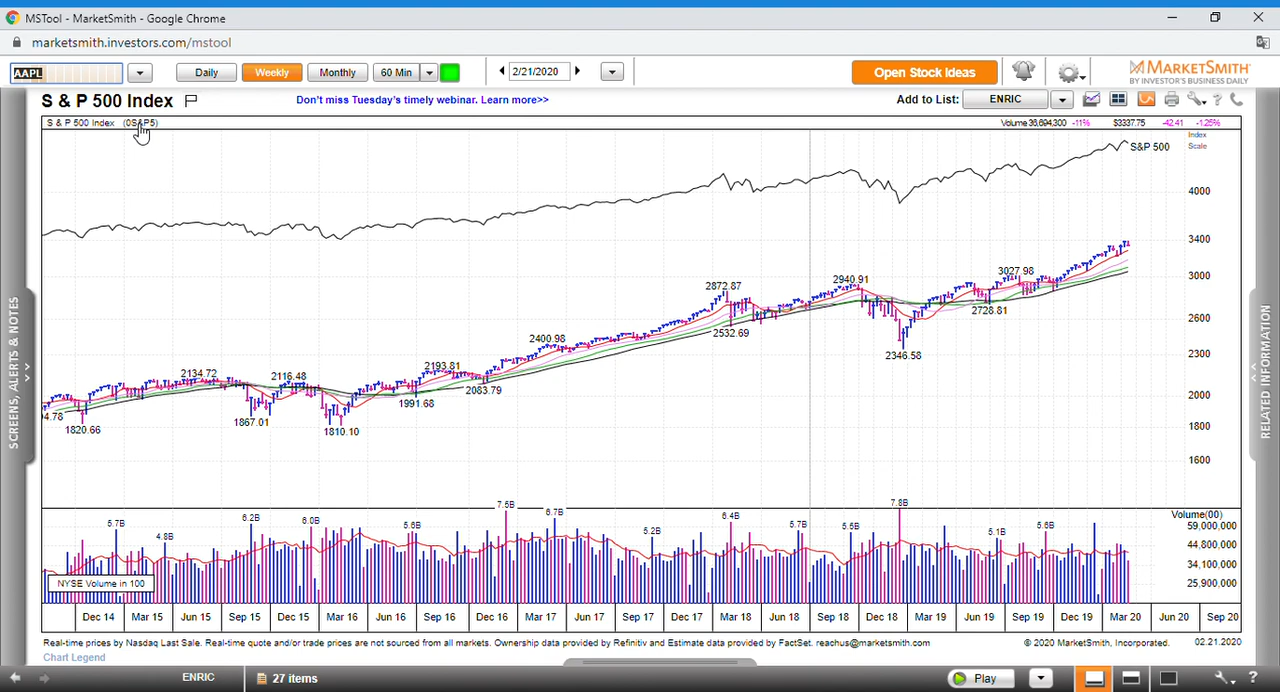 MSTool - MarketSmith - Google Chrome
marketsmith.investors.com/mstool
AAPL
Daily
Weekly
Monthly
60 Min
2/21/2020
Open Stock Ideas
MARKETSMITH
BY INVESTOR'S BUSINESS DAILY
S & P 500 Index
Don't miss Tuesday's timely webinar. Learn more>>
Add to List:
ENRIC
S & P 500 Index (0S&P5)
Volume 36,694,300 -11% $3337.75 -42.41 -1.25%
Index
Scale
S&P 500
4000
3400
3000
2600
2300
2000
1800
1600
2940.91
3027.98
2872.87
2728.81
2532.69
2400.98
2346.58
2193.81
2134.72
2116.48
2083.79
1991.68
4.78
1820.66
1867.01
1810.10
SCREENS, ALERTS & NOTES
RELATED INFORMATION
Volume(00)
59,000,000
44,800,000
34,100,000
25,900,000
5.7B
4.8B
6.2B
6.0B
5.6B
7.5B
6.7B
5.2B
6.4B
5.7B
5.6B
7.8B
5.1B
5.6B
NYSE Volume in 100
Dec 14 Mar 15 Jun 15 Sep 15 Dec 15 Mar 16 Jun 16 Sep 16 Dec 16 Mar 17 Jun 17 Sep 17 Dec 17 Mar 18 Jun 18 Sep 18 Dec 18 Mar 19 Jun 19 Sep 19 Dec 19 Mar 20 Jun 20 Sep 20
Real-time prices by Nasdaq Last Sale. Real-time quote and/or trade prices are not sourced from all markets. Ownership data provided by Refinitiv and Estimate data provided by FactSet. reachus@marketsmith.com
© 2020 MarketSmith, Incorporated.
02.21.2020
Chart Legend
ENRIC
27 items
Play